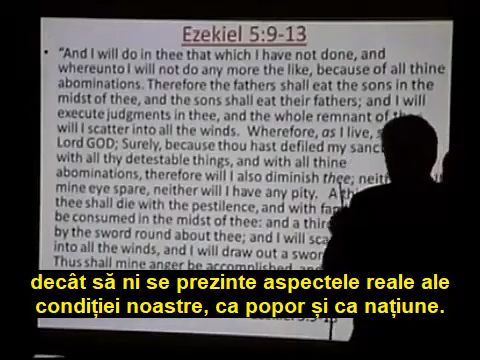 Ezekiel 5:9-13
• "And I will do in thee that which I have not done, and
whereunto I will not do any more the like, because of all thine
abominations. Therefore the fathers shall eat the sons in the
midst of thee, and the sons shall eat their fathers; and I will
execute judgments in thee, and the whole remnant of
will I scatter into all the winds. Wherefore, as I live,
Lord GOD; Surely, because thou hast defiled my
with all thy detestable things, and with all thine
abominations, therefore will I also diminish thee;
mine eye spare, neither will I have any pity. A
thee shall die with the pestilence, and with
be consumed in the midst of thee: and a
by the sword round about thee; and I will
into all the winds, and I will draw out a
Thus shall mine anger be accomplished,
decât să ni se prezinte aspectele reale ale
condiției noastre, ca popor și ca națiune.